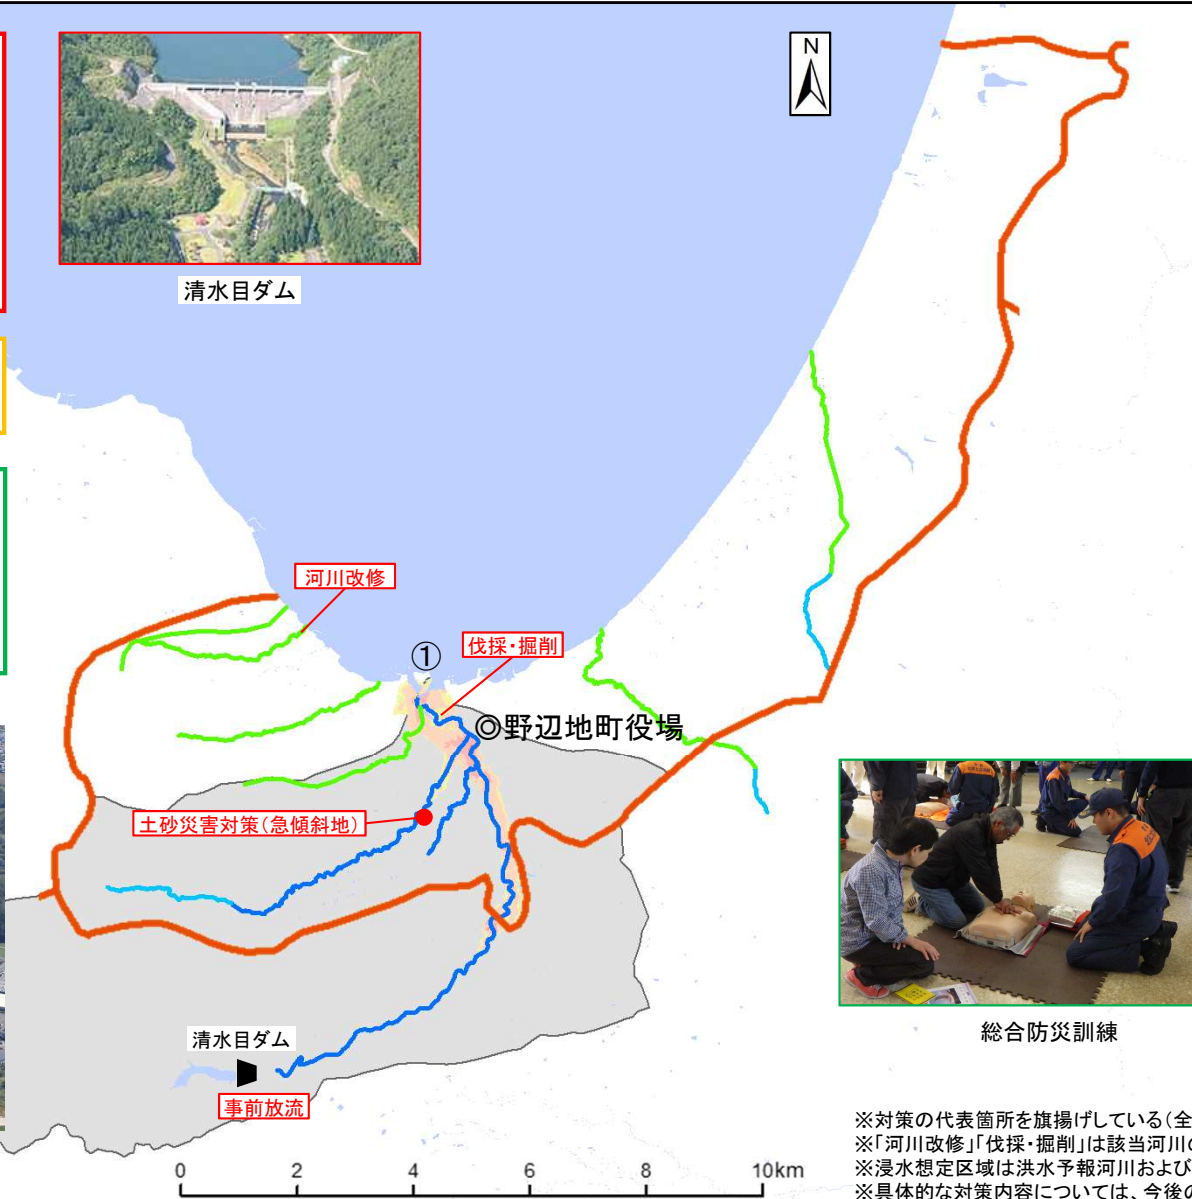 N
清水目ダム
河川改修
①
伐採・掘削
◎野辺地町役場
土砂災害対策(急傾斜地)
清水目ダム
事前放流
総合防災訓練
※対策の代表箇所を旗揚げしている(全
※「河川改修」「伐採・掘削」は該当河川の
※浸水想定区域は洪水予報河川および
※具体的な対策内容については、今後の
0 2 4 6 8 10km